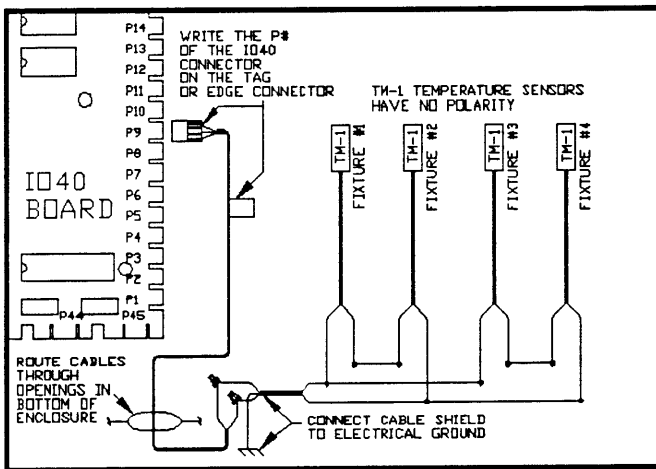 P14
P13
P12
P11
P10
P9
P8
P7
P6
P5
P4
P3
P2
P1
P44
P45
IO40
BOARD
WRITE THE P#
OF THE IO40
CONNECTOR
ON THE TAG
OR EDGE CONNECTOR
TM-1 TEMPERATURE SENSORS
HAVE NO POLARITY
TM-1
FIXTURE #1
TM-1
FIXTURE #2
TM-1
FIXTURE #3
TM-1
FIXTURE #4
ROUTE CABLES
THROUGH
OPENINGS IN
BOTTOM OF
ENCLOSURE
CONNECT CABLE SHIELD
TO ELECTRICAL GROUND